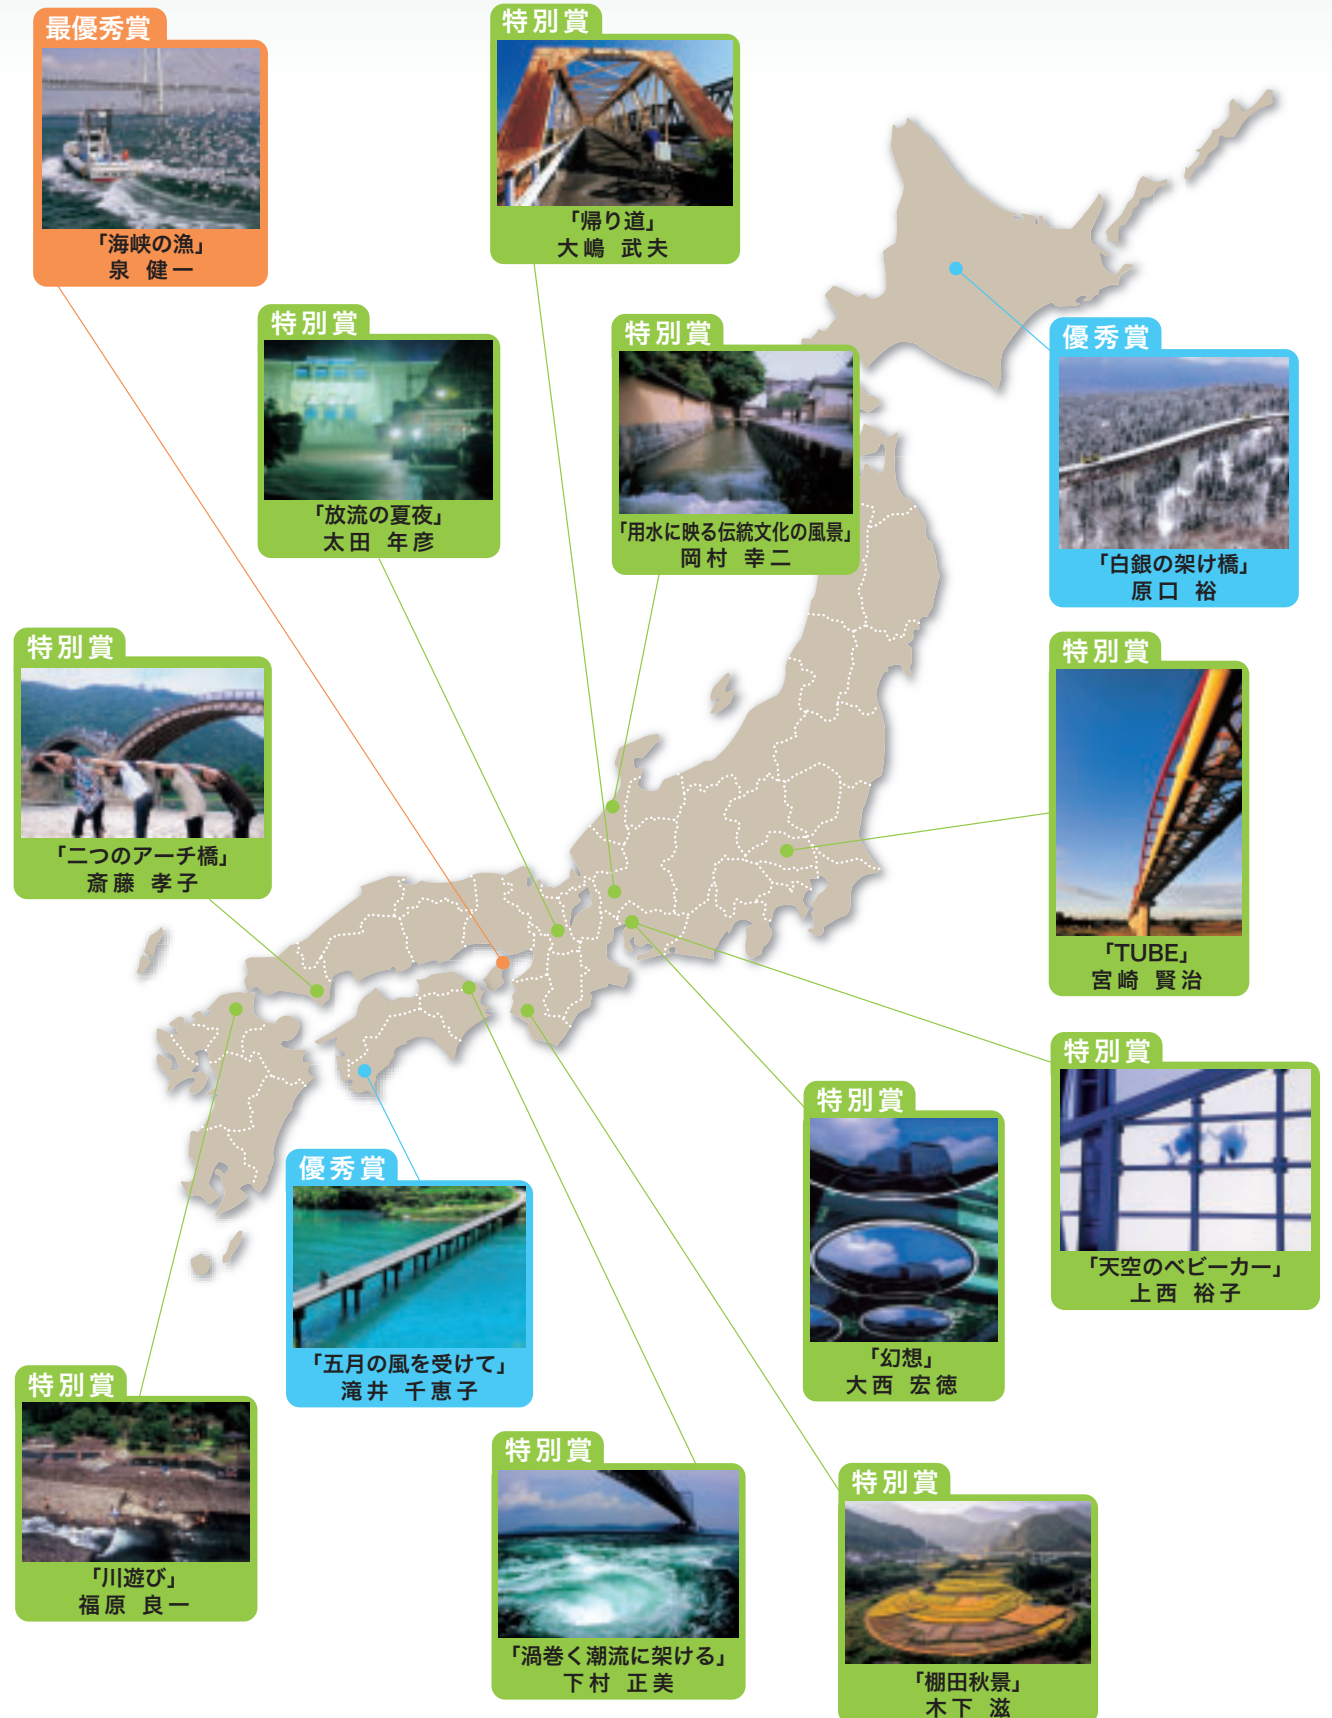 最優秀賞
「海峡の漁」
泉 健一
特別賞
「帰り道」
大嶋 武夫
特別賞
「放流の夏夜」
太田 年彦
特別賞
「用水に映る伝統文化の風景」
岡村 幸二
優秀賞
「白銀の架け橋」
原口 裕
特別賞
「二つのアーチ橋」
斎藤 孝子
特別賞
「TUBE」
宮崎 賢治
特別賞
「天空のベビーカー」
上西 裕子
特別賞
「幻想」
大西 宏徳
優秀賞
「五月の風を受けて」
滝井 千恵子
特別賞
「川遊び」
福原 良一
特別賞
「渦巻く潮流に架ける」
下村 正美
特別賞
「棚田秋景」
木下 滋